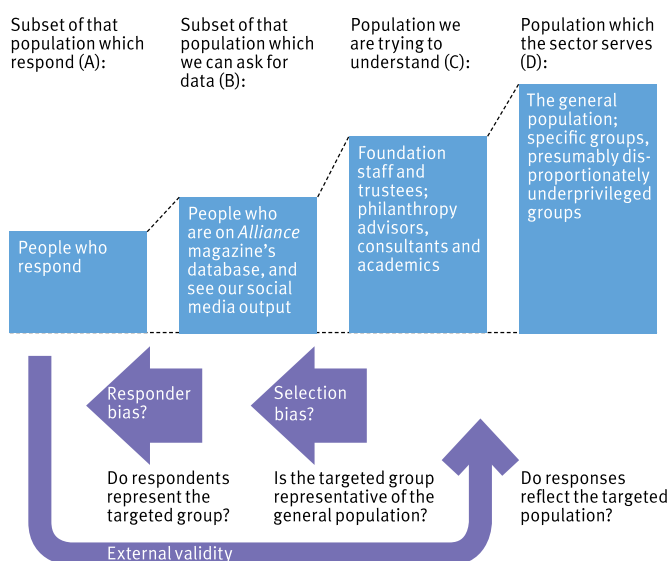 Subset of that
population which
respond (A):
Subset of that
population which
we can ask for
data (B):
Population we
are trying to
understand (C):
Population which
the sector serves
(D):
People who
respond
People who
are on Alliance
magazine’s
database, and
see our social
media output
Foundation
staff and
trustees;
philanthropy
advisors,
consultants and
academics
The general
population;
specific groups,
presumably dis-
proportionately
underprivileged
groups
Responder
bias?
Selection
bias?
Do respondents
represent the
targeted group?
Is the targeted group
representative of the
general population?
Do responses
reflect the targeted
population?
External validity